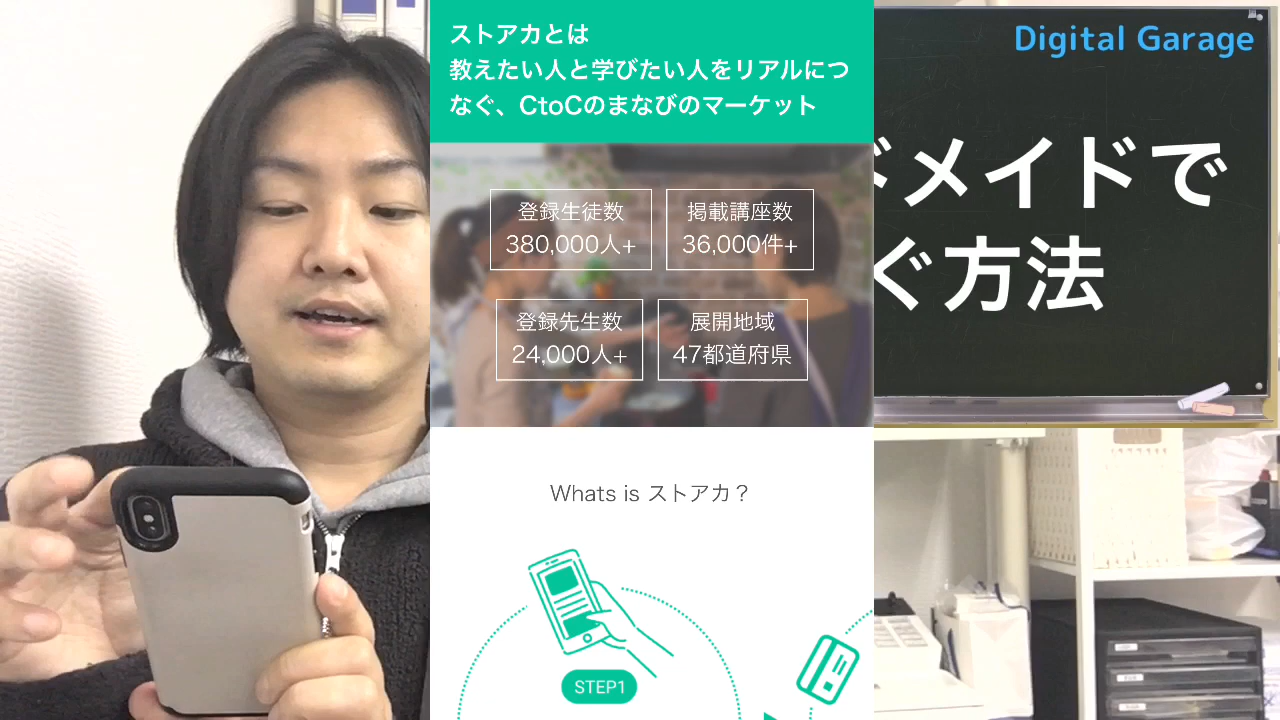 ストアカとは
教えたい人と学びたい人をリアルにつ
なぐ、CtoCのまなびのマーケット
登録生徒数
380,000人+
掲載講座数
36,000件+
登録先生数
24,000人+
展開地域
47都道府県
Whats is ストアカ？
STEP1
Digital Garage
ドメイドで
ぐ方法